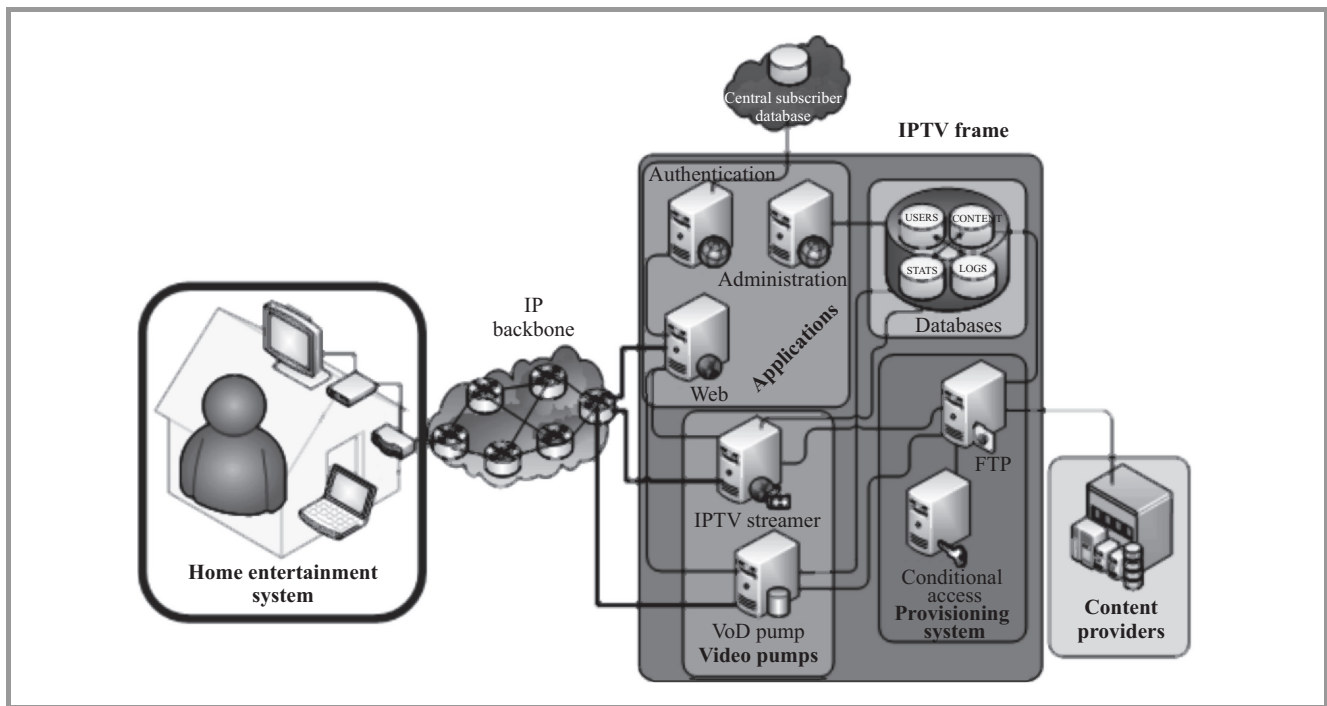 Central subscriber
database
IPTV frame
Authentication
USERS
CONTENT
STATS
LOGS
Administration
Databases
IP
backbone
Applications
Web
FTP
IPTV streamer
Home entertainment
system
Conditional
access
Provisioning
system
Content
providers
VoD pump
Video pumps